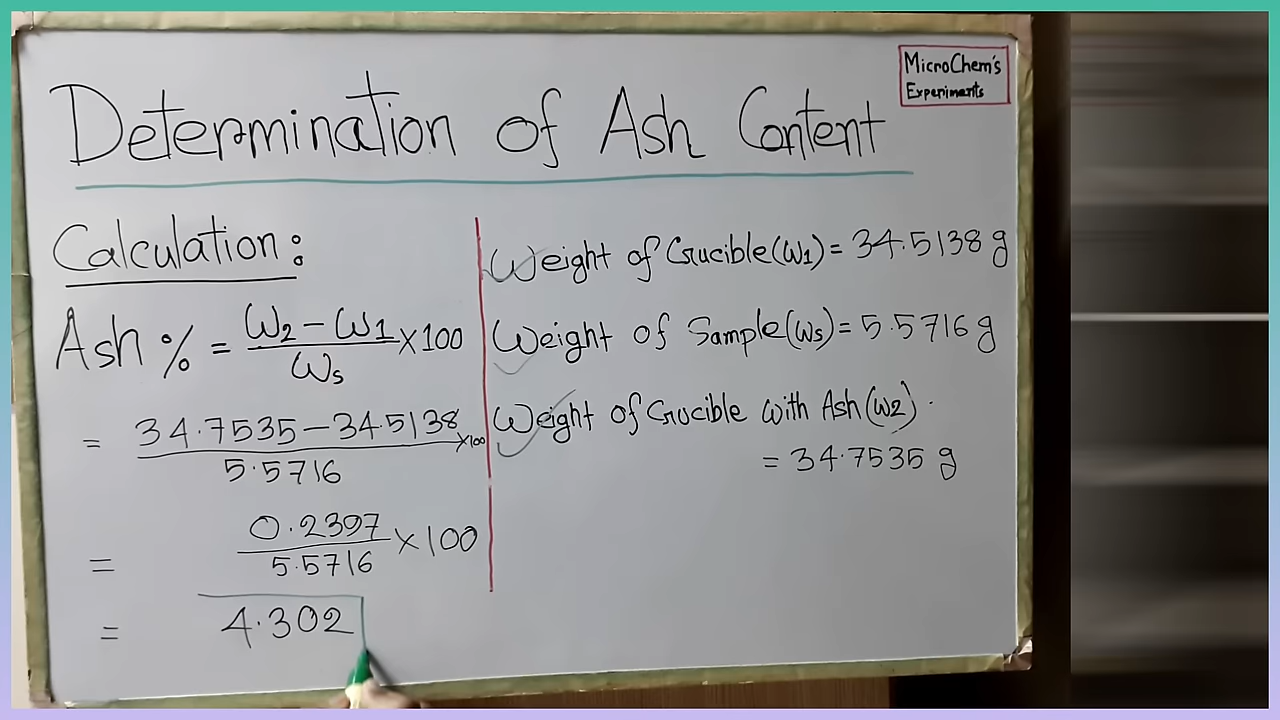 MicroChem's
Experiments
Determination of Ash Content
Calculation:
Ash % = W2 - W1 / Ws × 100
= 34.7535 - 34.5138 / 5.5716 × 100
= 0.2397 / 5.5716 × 100
= 4.302
Weight of Crucible (W1) = 34.5138 g
Weight of Sample (Ws) = 5.5716 g
Weight of Crucible with Ash (W2).
= 34.7535 g